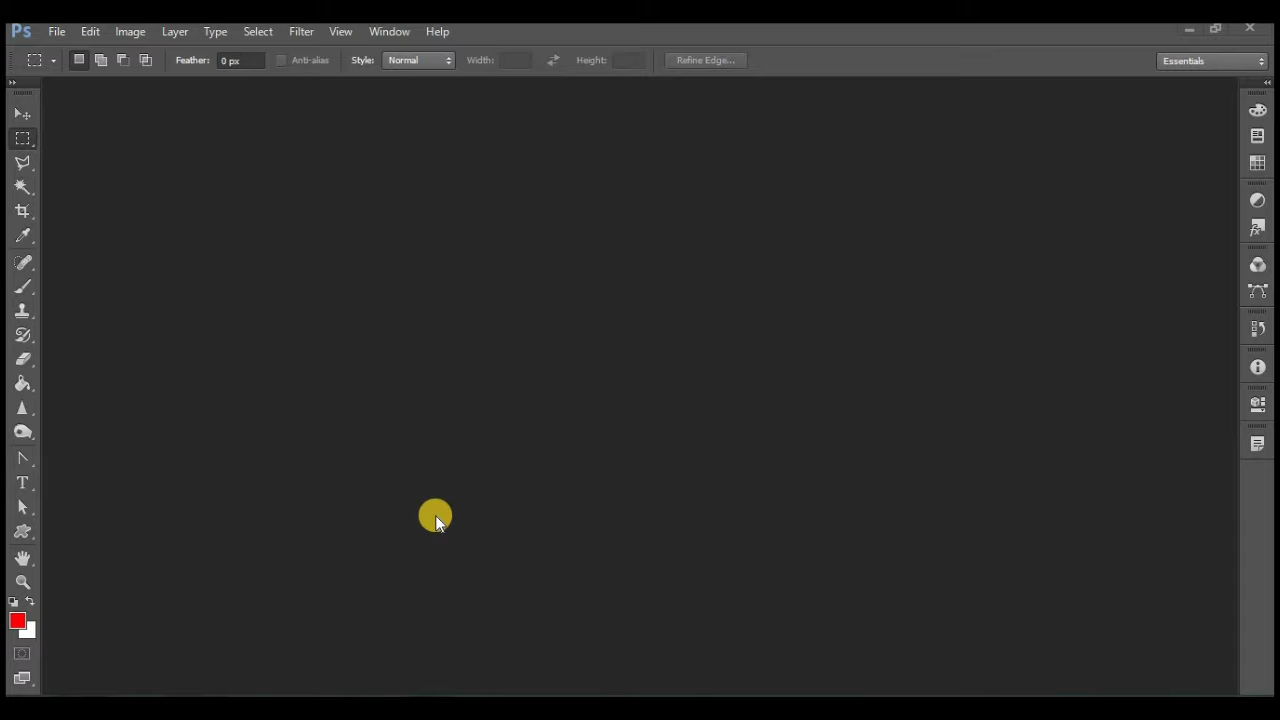 Ps File Edit Image Layer Type Select Filter View Window Help
Feather: 0 px Anti-alias Style: Normal Width: Height: Refine Edge... Essentials
T